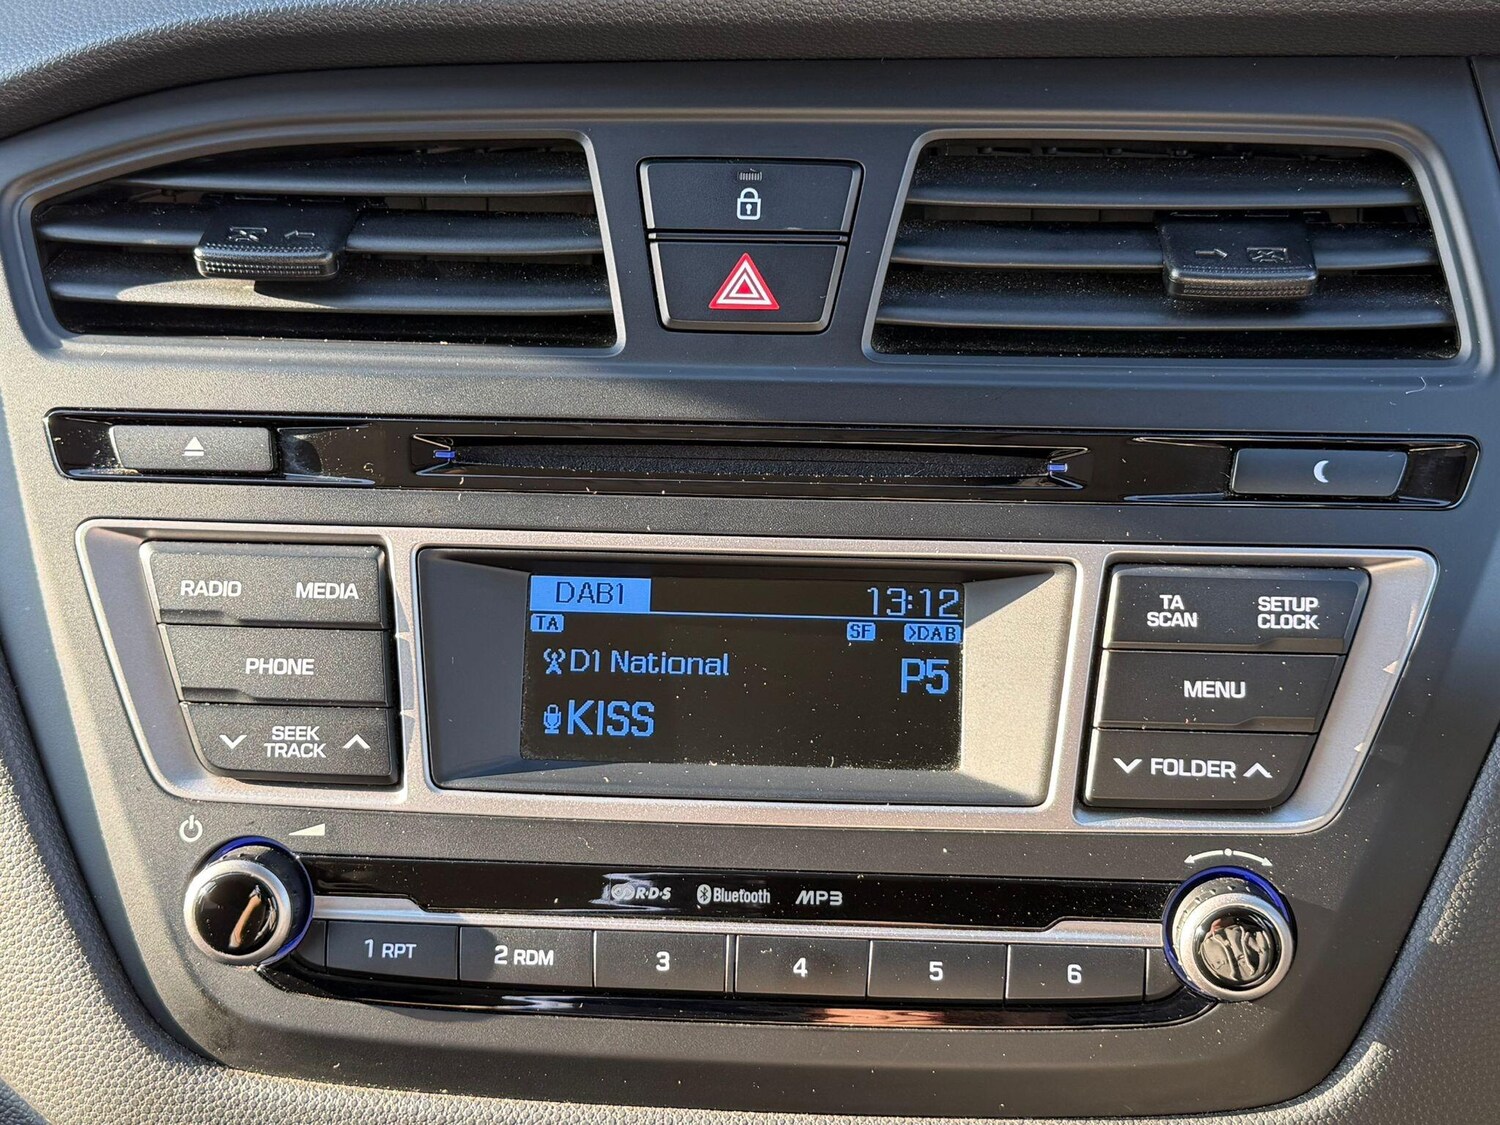 RADIO MEDIA
PHONE
SEEK
TRACK
DAB1 13:12
TA SF >DAB
D1 National P5
KISS
TA
SCAN
SETUP
CLOCK
MENU
FOLDER
R·D·S Bluetooth MP3
1 RPT 2 RDM 3 4 5 6